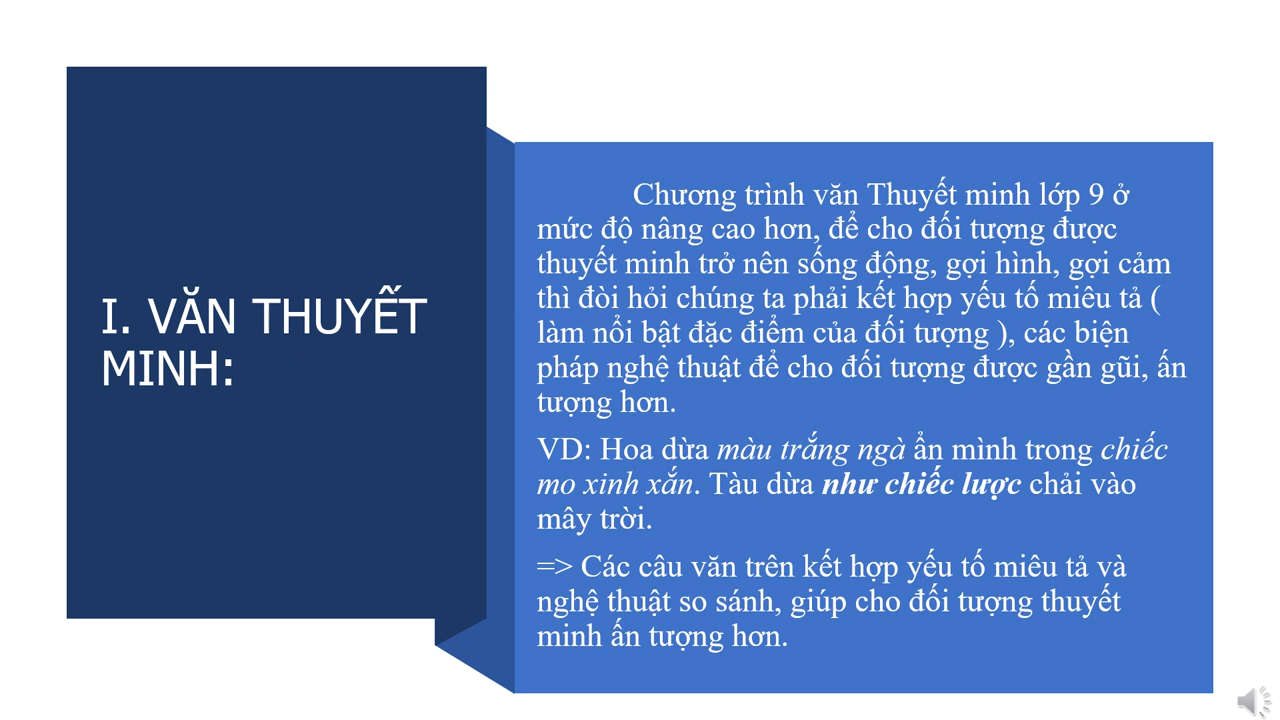 I. VĂN THUYẾT
MINH:
Chương trình văn Thuyết minh lớp 9 ở
mức độ nâng cao hơn, để cho đối tượng được
thuyết minh trở nên sống động, gợi hình, gợi cảm
thì đòi hỏi chúng ta phải kết hợp yếu tố miêu tả (
làm nổi bật đặc điểm của đối tượng ), các biện
pháp nghệ thuật để cho đối tượng được gần gũi, ấn
tượng hơn.
VD: Hoa dừa màu trắng ngà ẩn mình trong chiếc
mo xinh xắn. Tàu dừa như chiếc lược chải vào
mây trời.
=> Các câu văn trên kết hợp yếu tố miêu tả và
nghệ thuật so sánh, giúp cho đối tượng thuyết
minh ấn tượng hơn.